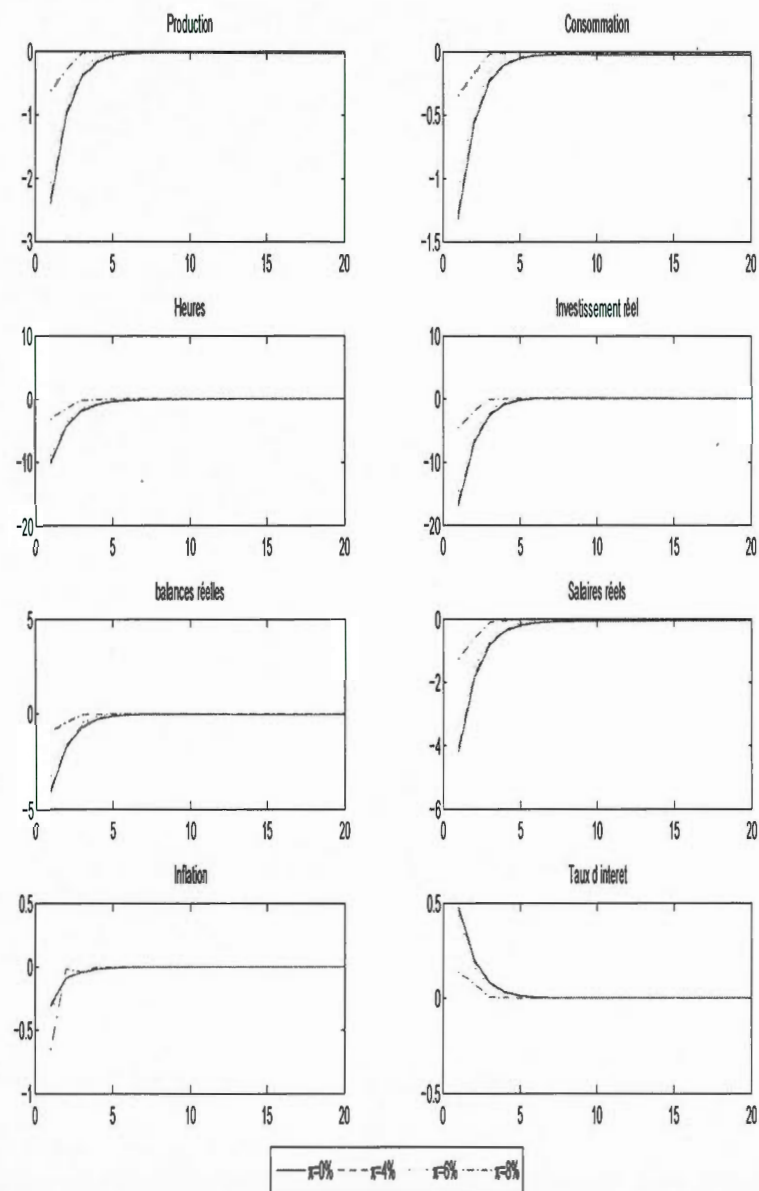 Production
0
-1
-2
-3
0 5 10 15 20
Consommation
0
-0.5
-1
-1.5
0 5 10 15 20
Heures
10
0
-10
-20
0 5 10 15 20
Investissement réel
10
0
-10
-20
0 5 10 15 20
balances réelles
5
0
-5
0 5 10 15 20
Salaires réels
0
-2
-4
-6
0 5 10 15 20
Inflation
0.5
0
-0.5
-1
0 5 10 15 20
Taux d interet
0.5
0
-0.5
0 5 10 15 20
π=0% π=4% π=6% π=8%